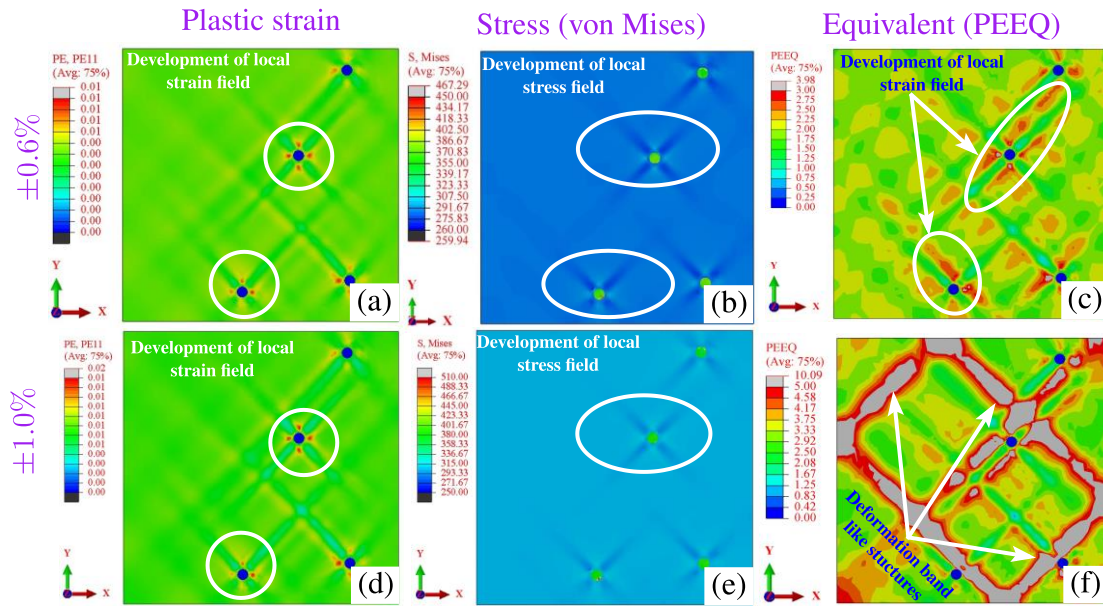 Plastic strain
Stress (von Mises)
Equivalent (PEEQ)
±0.6%
PE, PE11
(Avg: 75%)
0.01
0.01
0.01
0.01
0.01
0.01
0.00
0.00
0.00
0.00
0.00
0.00
0.00
Y
X
Development of local
strain field
(a)
S, Mises
(Avg: 75%)
467.29
450.00
434.17
418.33
402.50
386.67
370.83
355.00
339.17
323.33
307.50
291.67
275.83
260.00
259.94
Y
X
Development of local
stress field
(b)
PEEQ
(Avg: 75%)
3.98
3.00
2.75
2.50
2.25
2.00
1.75
1.50
1.25
1.00
0.75
0.50
0.25
0.00
Y
X
Development of local
strain field
(c)
±1.0%
PE, PE11
(Avg: 75%)
0.02
0.01
0.01
0.01
0.01
0.01
0.01
0.01
0.01
0.00
0.00
0.00
0.00
Y
X
Development of local
strain field
(d)
S, Mises
(Avg: 75%)
510.00
488.33
466.67
445.00
423.33
401.67
380.00
358.33
336.67
315.00
293.33
271.67
250.00
Y
X
Development of local
stress field
(e)
PEEQ
(Avg: 75%)
10.09
5.00
4.58
4.17
3.75
3.33
2.92
2.50
2.08
1.67
1.25
0.83
0.42
0.00
Y
X
Deformation band
like stuctures
(f)